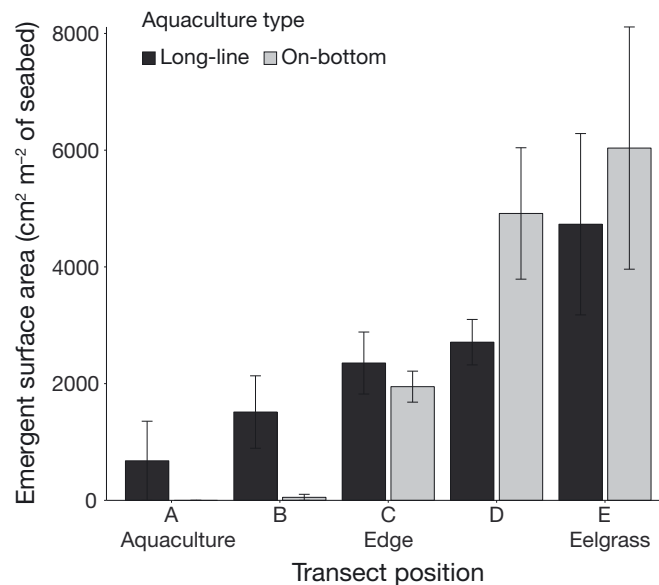 Aquaculture type
Long-line On-bottom
Emergent surface area (cm² m⁻² of seabed)
8000
6000
4000
2000
0
A B C D E
Aquaculture Edge Eelgrass
Transect position